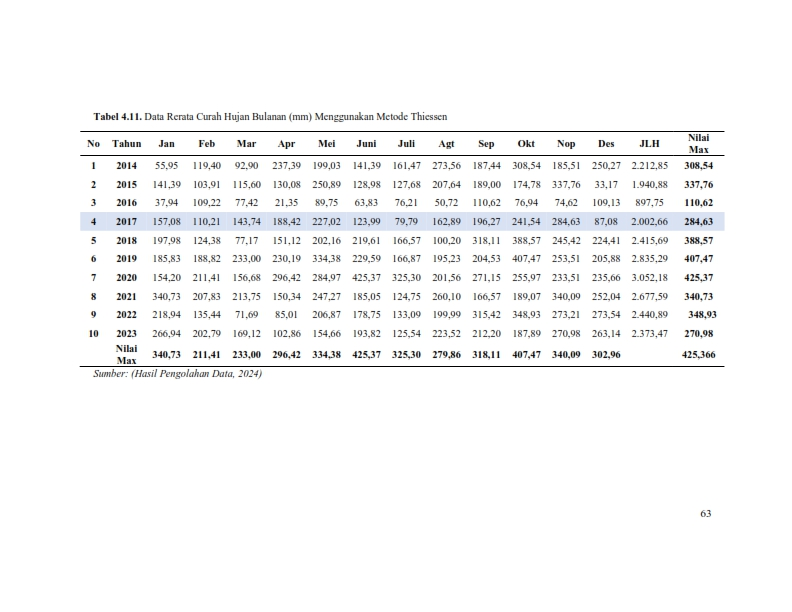 Tabel 4.11. Data Rerata Curah Hujan Bulanan (mm) Menggunakan Metode Thiessen
No Tahun Jan Feb Mar Apr Mei Juni Juli Agt Sep Okt Nop Des JLH Nilai Max
1 2014 55,95 119,40 92,90 237,39 199,03 141,39 161,47 273,56 187,44 308,54 185,51 250,27 2.212,85 308,54
2 2015 141,39 103,91 115,60 130,08 250,89 128,98 127,68 207,64 189,00 174,78 337,76 33,17 1.940,88 337,76
3 2016 37,94 109,22 77,42 21,35 89,75 63,83 76,21 50,72 110,62 76,94 74,62 109,13 897,75 110,62
4 2017 157,08 110,21 143,74 188,42 227,02 123,99 79,79 162,89 196,27 241,54 284,63 87,08 2.002,66 284,63
5 2018 197,98 124,38 77,17 151,12 202,16 219,61 166,57 100,20 318,11 388,57 245,42 224,41 2.415,69 388,57
6 2019 185,83 188,82 233,00 230,19 334,38 229,59 166,87 195,23 204,53 407,47 253,51 205,88 2.835,29 407,47
7 2020 154,20 211,41 156,68 296,42 284,97 425,37 325,30 201,56 271,15 255,97 233,51 235,66 3.052,18 425,37
8 2021 340,73 207,83 213,75 150,34 247,27 185,05 124,75 260,10 166,57 189,07 340,09 252,04 2.677,59 340,73
9 2022 218,94 135,44 71,69 85,01 206,87 178,75 133,09 199,99 315,42 348,93 273,21 273,54 2.440,89 348,93
10 2023 266,94 202,79 169,12 102,86 154,66 193,82 125,54 223,52 212,20 187,89 270,98 263,14 2.373,47 270,98
Nilai Max 340,73 211,41 233,00 296,42 334,38 425,37 325,30 279,86 318,11 407,47 340,09 302,96 425,366
Sumber: (Hasil Pengolahan Data, 2024)
63